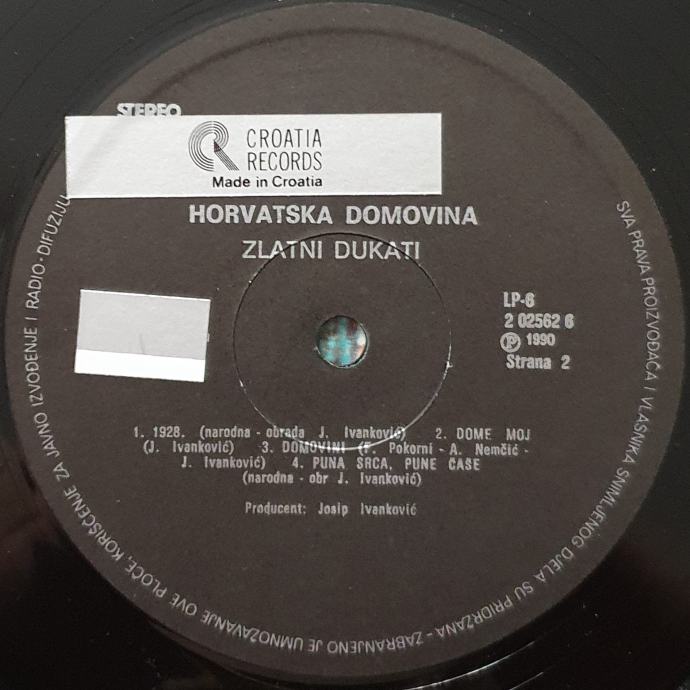 STEREO
CROATIA
RECORDS
Made in Croatia
HORVATSKA DOMOVINA
ZLATNI DUKATI
LP-6
2 02562 6
Ⓟ 1990
Strana 2
1. 1928. (narodna - obrada J. Ivanković) 2. DOME MOJ
(J. Ivanković) 3. DOMOVINI (F. Pokorni - A. Nemčić -
J. Ivanković) 4. PUNA SRCA, PUNE ČAŠE
(narodna - obr J. Ivanković)
Producent: Josip Ivanković
SVA PRAVA PROIZVOĐAČA I VLASNIKA SNIMLJENOG DJELA SU PRIDRŽANA - ZABRANJENO JE UMNOŽAVANJE OVE PLOČE, KORIŠĆENJE ZA JAVNO IZVOĐENJE I RADIO-DIFUZIJU